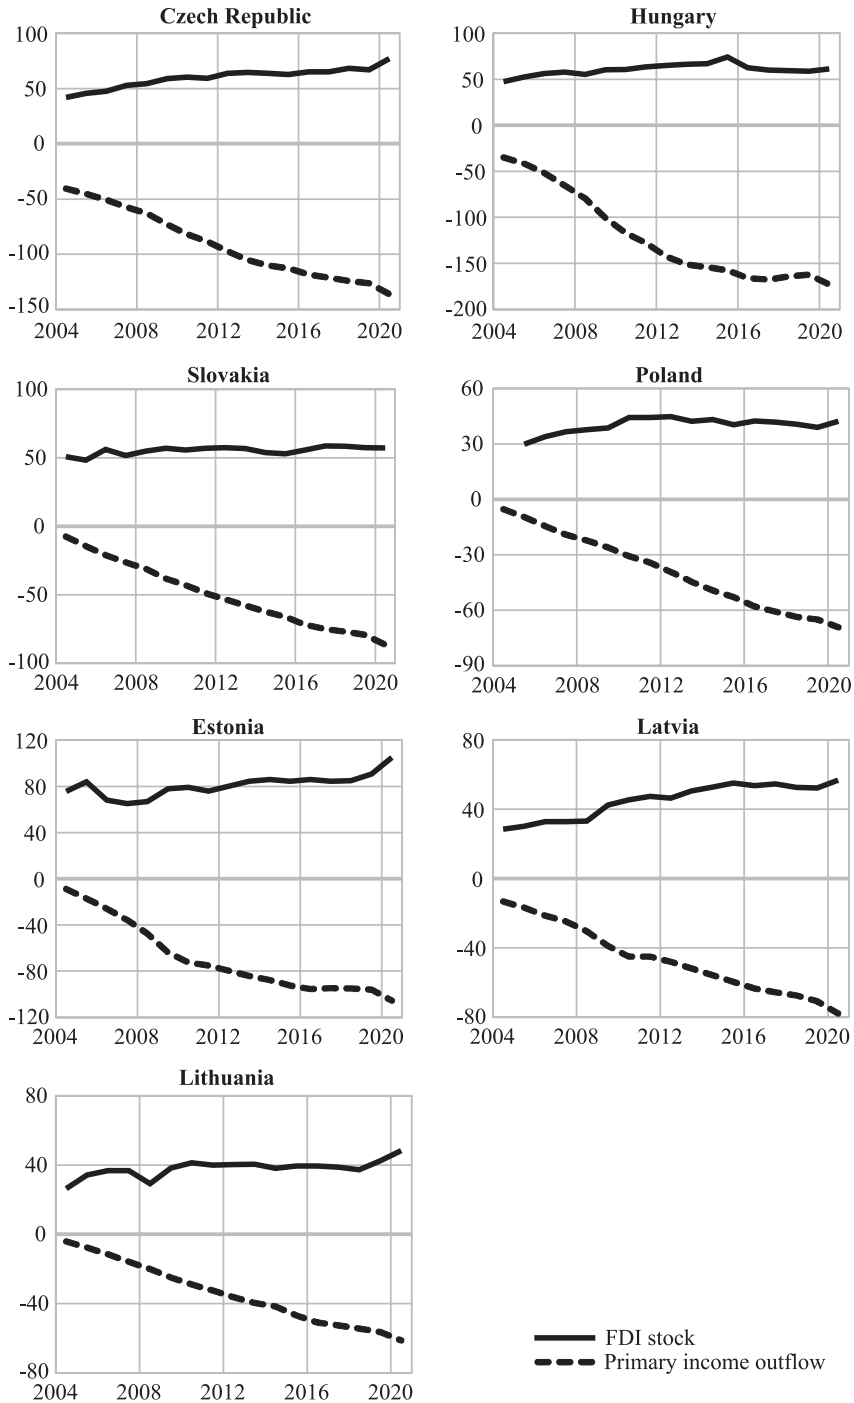 Czech Republic
100
50
0
-50
-100
-150
2004 2008 2012 2016 2020
Hungary
100
50
0
-50
-100
-150
-200
2004 2008 2012 2016 2020
Slovakia
100
50
0
-50
-100
2004 2008 2012 2016 2020
Poland
60
30
0
-30
-60
-90
2004 2008 2012 2016 2020
Estonia
120
80
40
0
-40
-80
-120
2004 2008 2012 2016 2020
Latvia
80
40
0
-40
-80
2004 2008 2012 2016 2020
Lithuania
80
40
0
-40
-80
2004 2008 2012 2016 2020
FDI stock
Primary income outflow